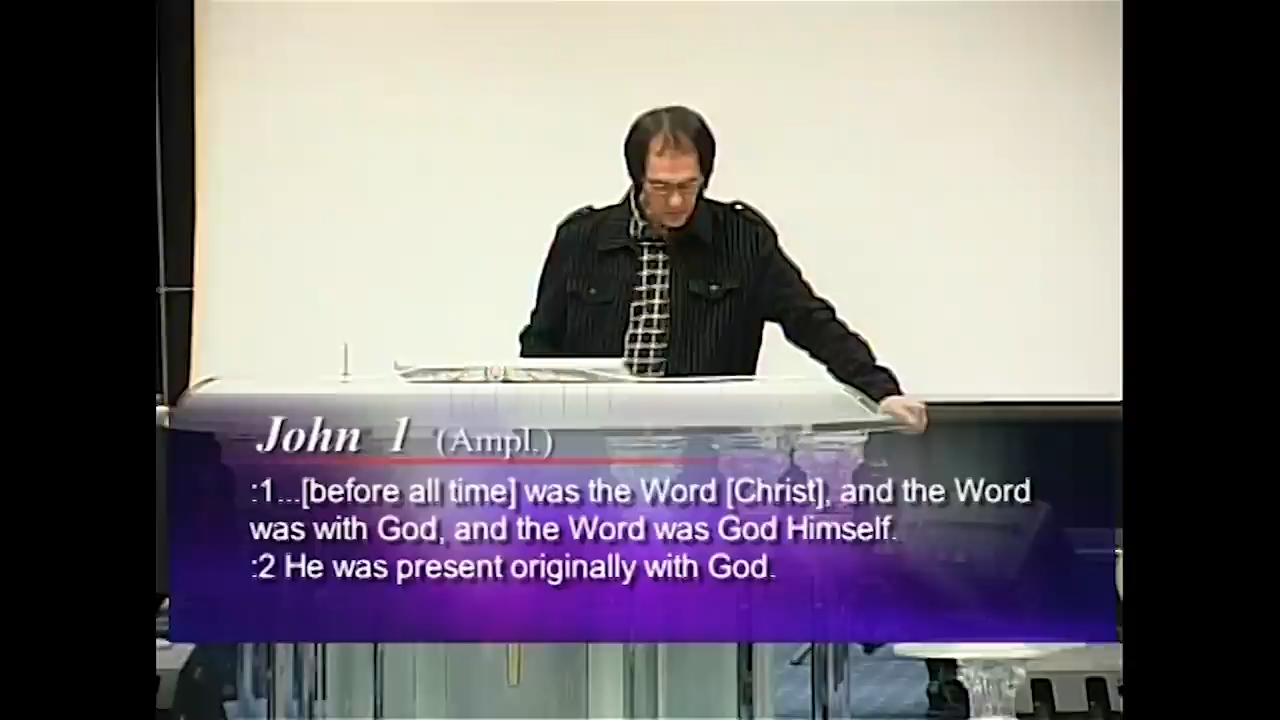 John 1 (Ampl.)
:1...[before all time] was the Word [Christ], and the Word
was with God, and the Word was God Himself.
:2 He was present originally with God.